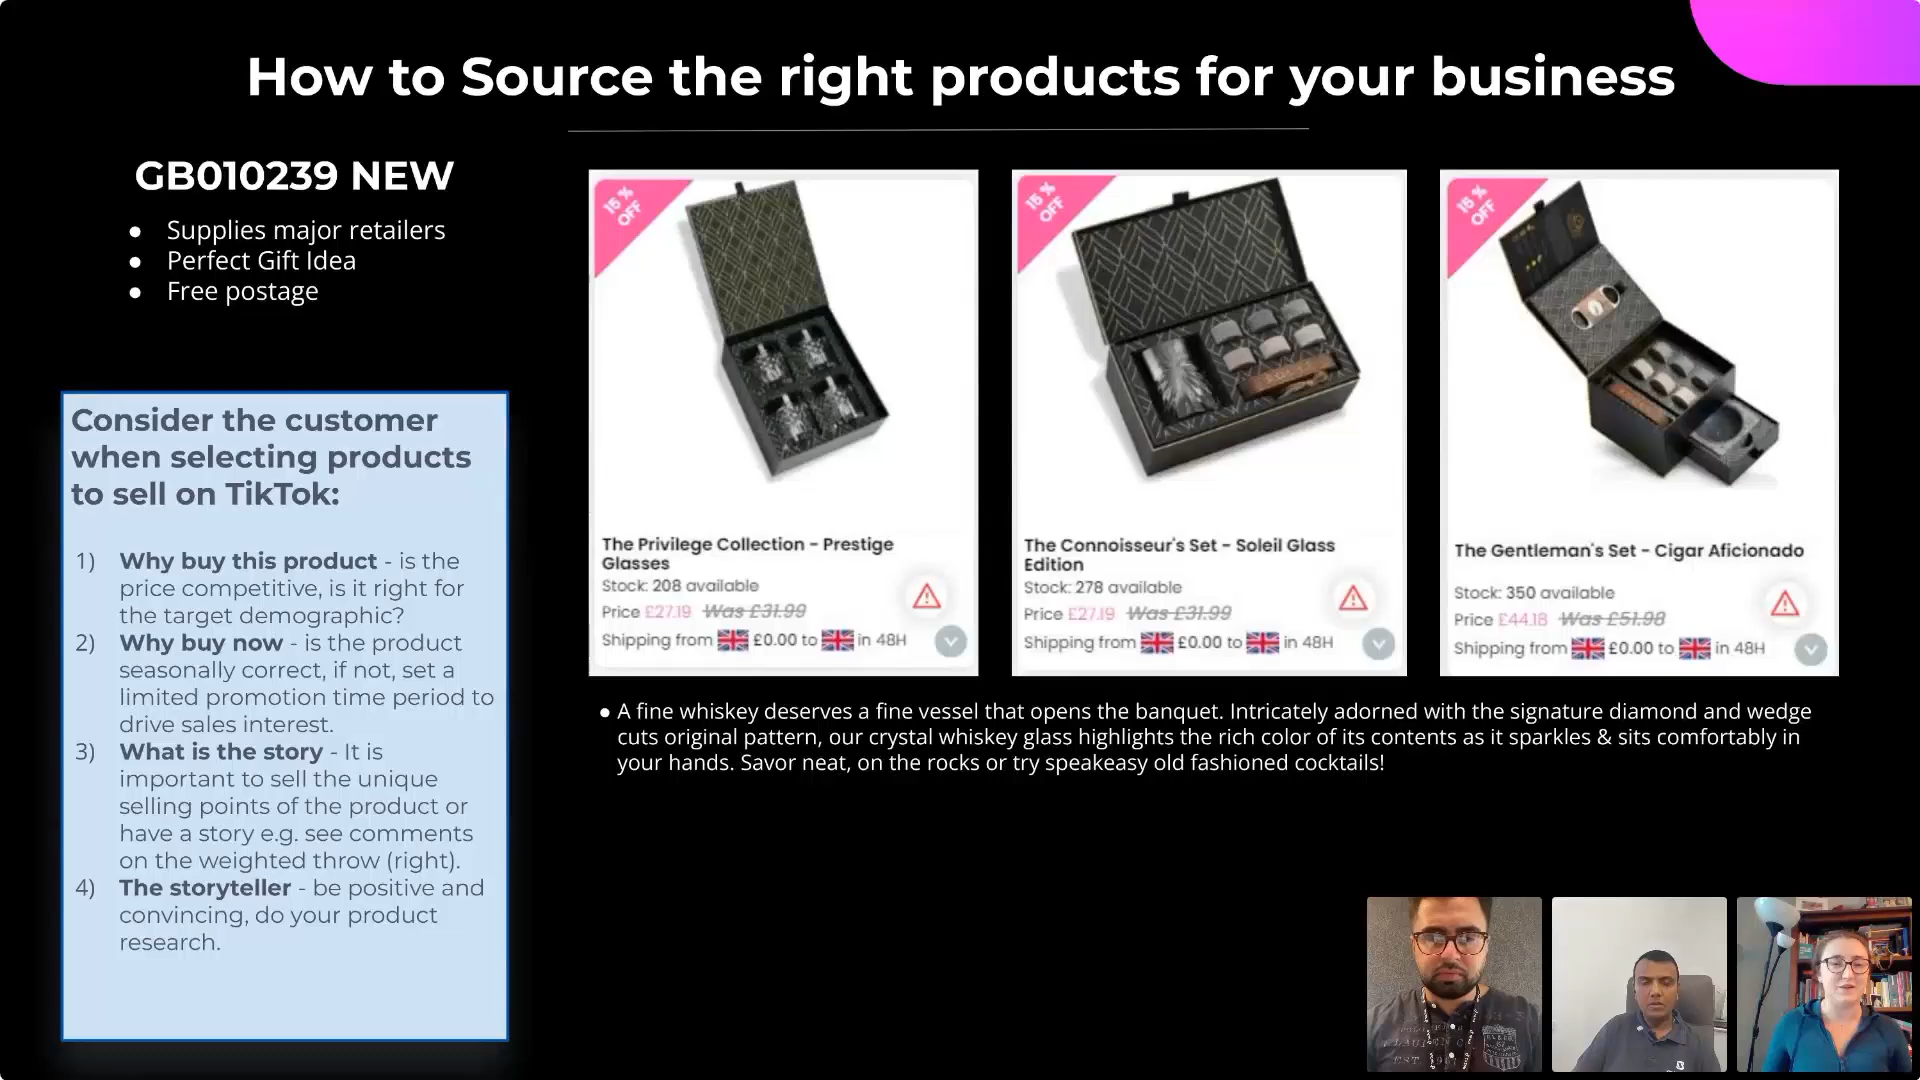 How to Source the right products for your business
GB010239 NEW
● Supplies major retailers
● Perfect Gift Idea
● Free postage
Consider the customer
when selecting products
to sell on TikTok:
1) Why buy this product - is the
price competitive, is it right for
the target demographic?
2) Why buy now - is the product
seasonally correct, if not, set a
limited promotion time period to
drive sales interest.
3) What is the story - It is
important to sell the unique
selling points of the product or
have a story e.g. see comments
on the weighted throw (right).
4) The storyteller - be positive and
convincing, do your product
research.
15 %
OFF
The Privilege Collection - Prestige
Glasses
Stock: 208 available
Price £27.19 Was £31.99
Shipping from £0.00 to in 48H
15 %
OFF
The Connoisseur's Set - Soleil Glass
Edition
Stock: 278 available
Price £27.19 Was £31.99
Shipping from £0.00 to in 48H
15 %
OFF
The Gentleman's Set - Cigar Aficionado
Stock: 350 available
Price £44.18 Was £51.98
Shipping from £0.00 to in 48H
● A fine whiskey deserves a fine vessel that opens the banquet. Intricately adorned with the signature diamond and wedge
cuts original pattern, our crystal whiskey glass highlights the rich color of its contents as it sparkles & sits comfortably in
your hands. Savor neat, on the rocks or try speakeasy old fashioned cocktails!